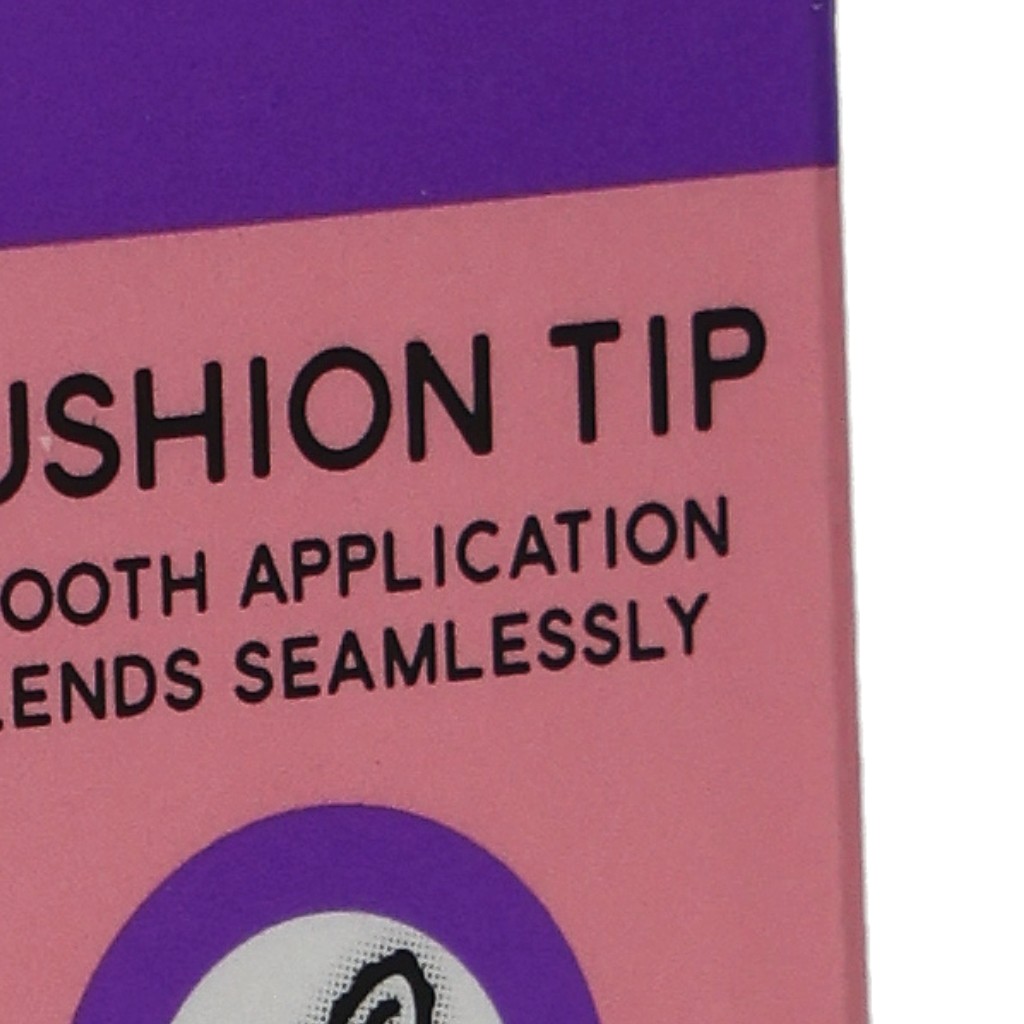 USHION TIP
OOTH APPLICATION
LENDS SEAMLESSLY